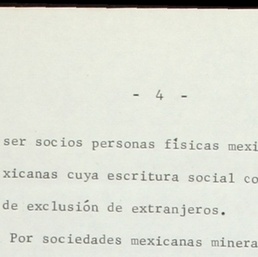 - 4 -
ser socios personas físicas mexi
xicanas cuya escritura social co
de exclusión de extranjeros.
Por sociedades mexicanas minera